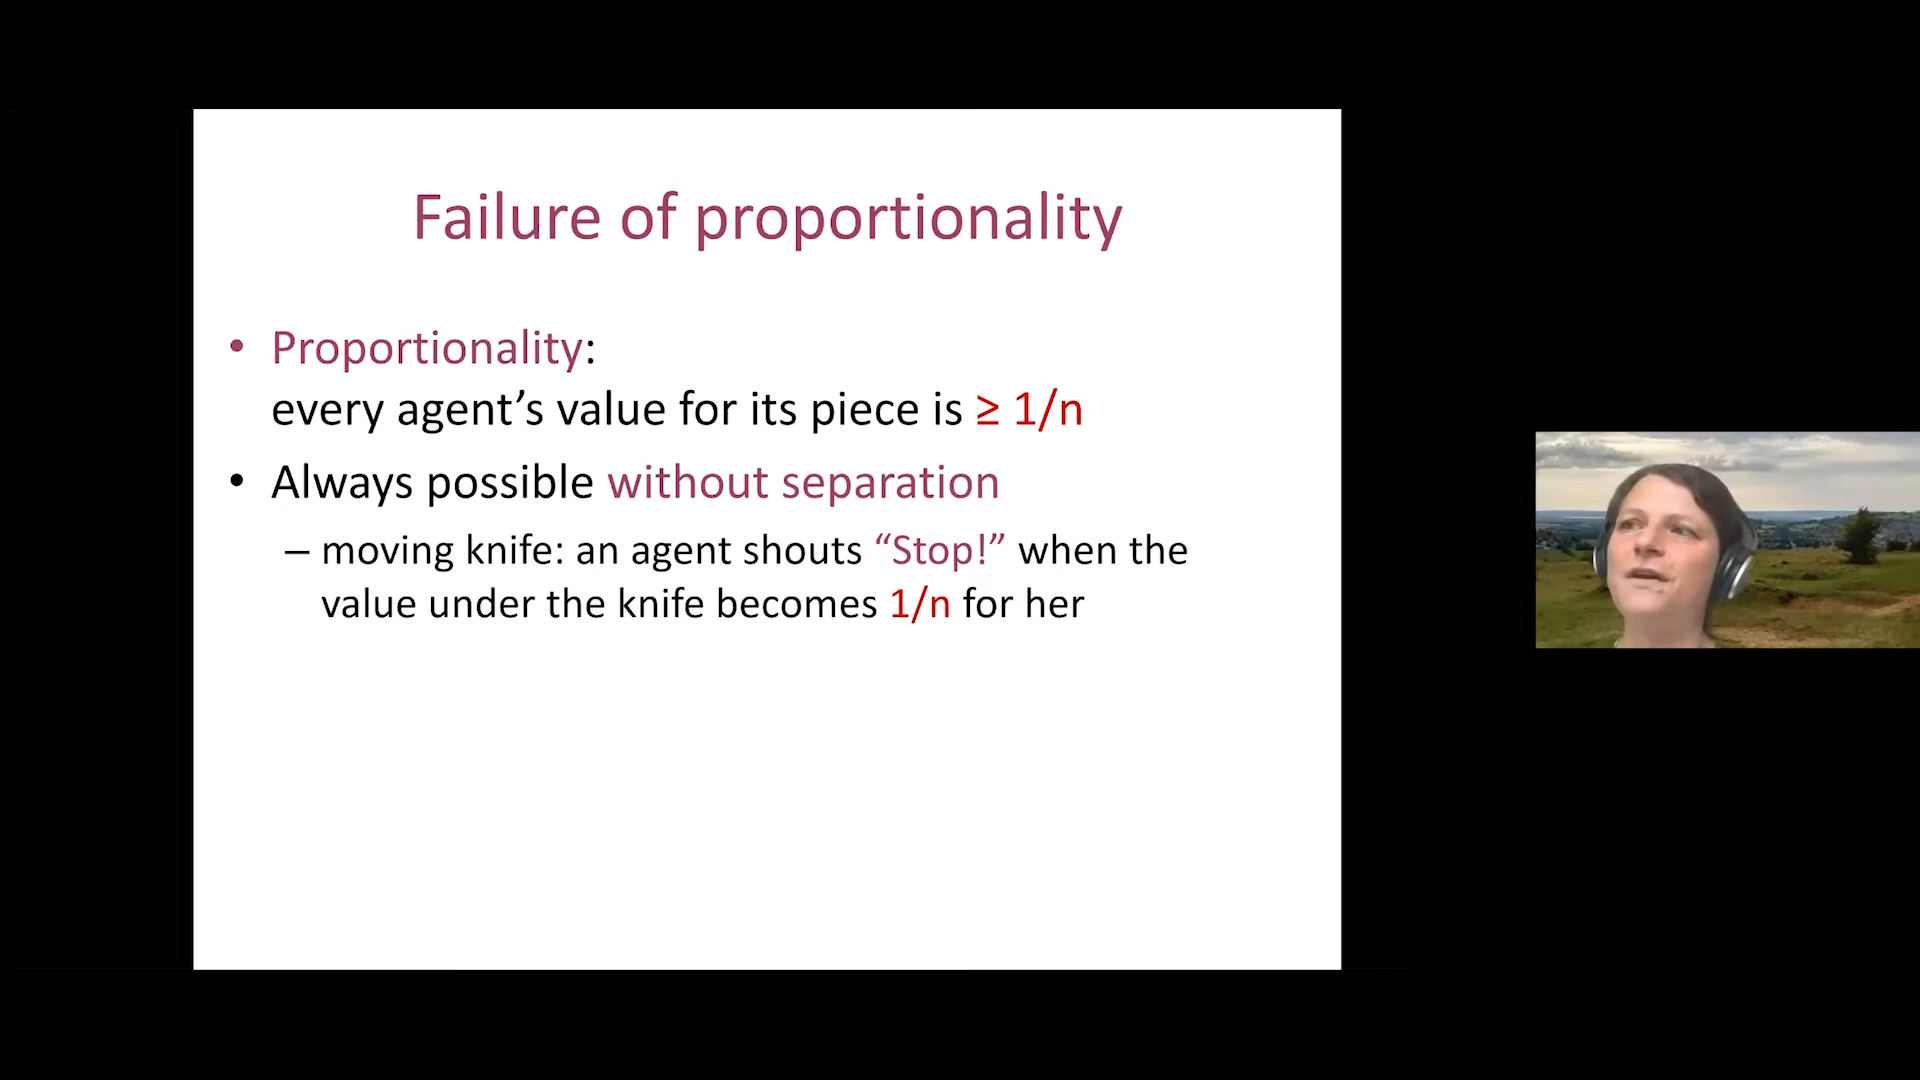 Failure of proportionality
• Proportionality:
every agent’s value for its piece is ≥ 1/n
• Always possible without separation
– moving knife: an agent shouts “Stop!” when the
value under the knife becomes 1/n for her